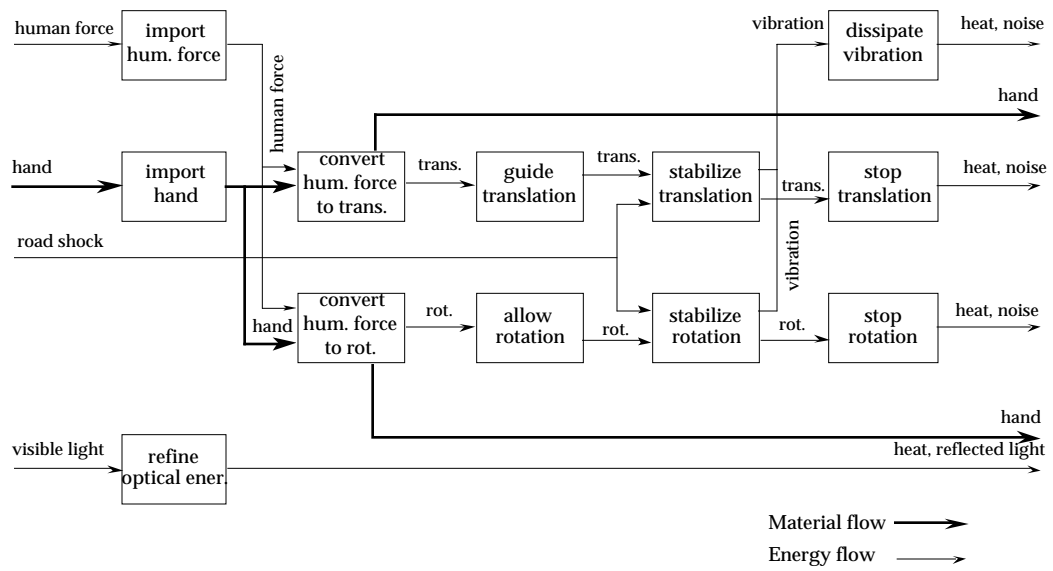 human force
import
hum. force
vibration
dissipate
vibration
heat, noise
human force
hand
hand
import
hand
convert
hum. force
to trans.
trans.
guide
translation
trans.
stabilize
translation
trans.
stop
translation
heat, noise
road shock
vibration
hand
convert
hum. force
to rot.
rot.
allow
rotation
rot.
stabilize
rotation
rot.
stop
rotation
heat, noise
hand
visible light
refine
optical ener.
heat, reflected light
Material flow
Energy flow